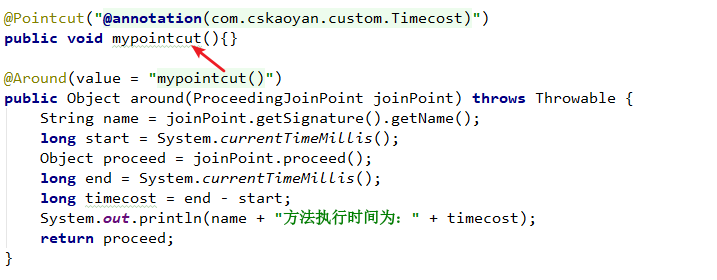 @Pointcut("@annotation(com.cskaoyan.custom.Timecost)")
public void mypointcut(){}
@Around(value = "mypointcut()")
public Object around(ProceedingJoinPoint joinPoint) throws Throwable {
String name = joinPoint.getSignature().getName();
long start = System.currentTimeMillis();
Object proceed = joinPoint.proceed();
long end = System.currentTimeMillis();
long timecost = end - start;
System.out.println(name + "方法执行时间为：" + timecost);
return proceed;
}